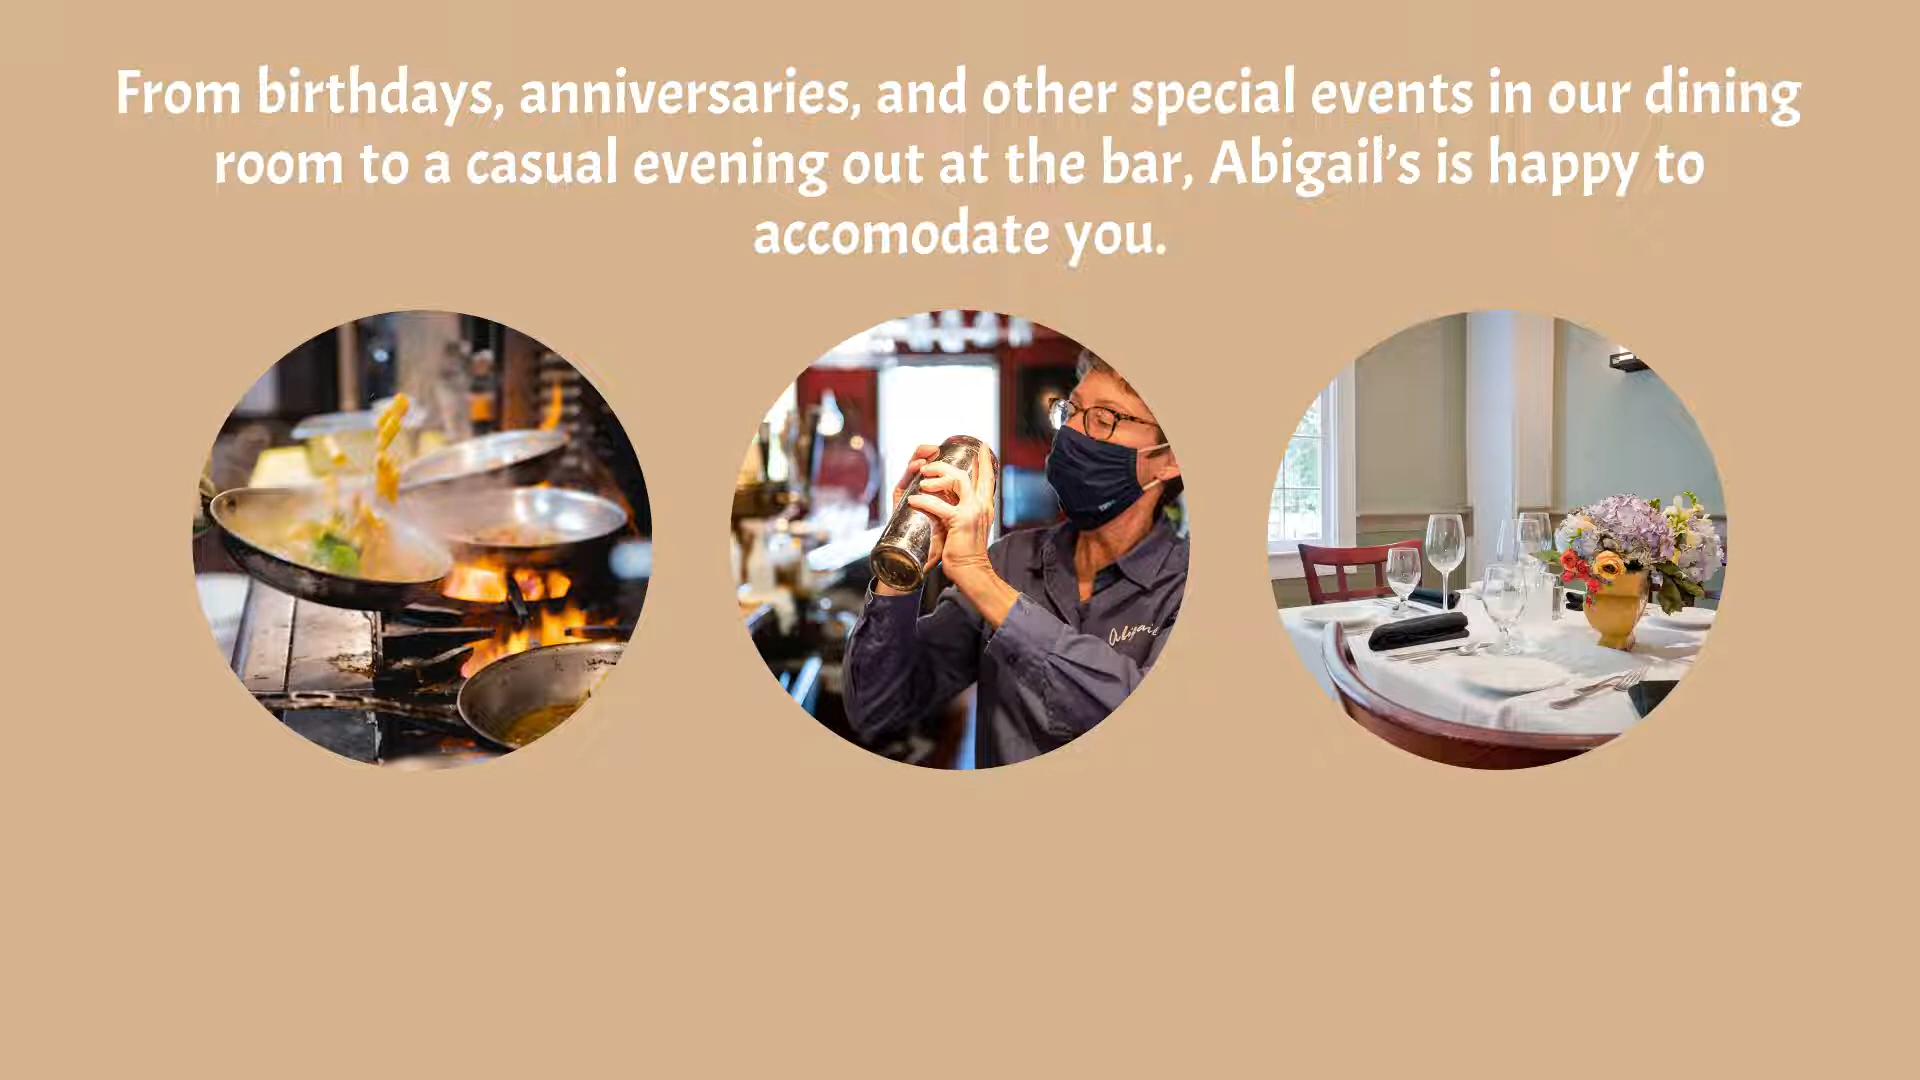 From birthdays, anniversaries, and other special events in our dining
room to a casual evening out at the bar, Abigail’s is happy to
accomodate you.
Abigail